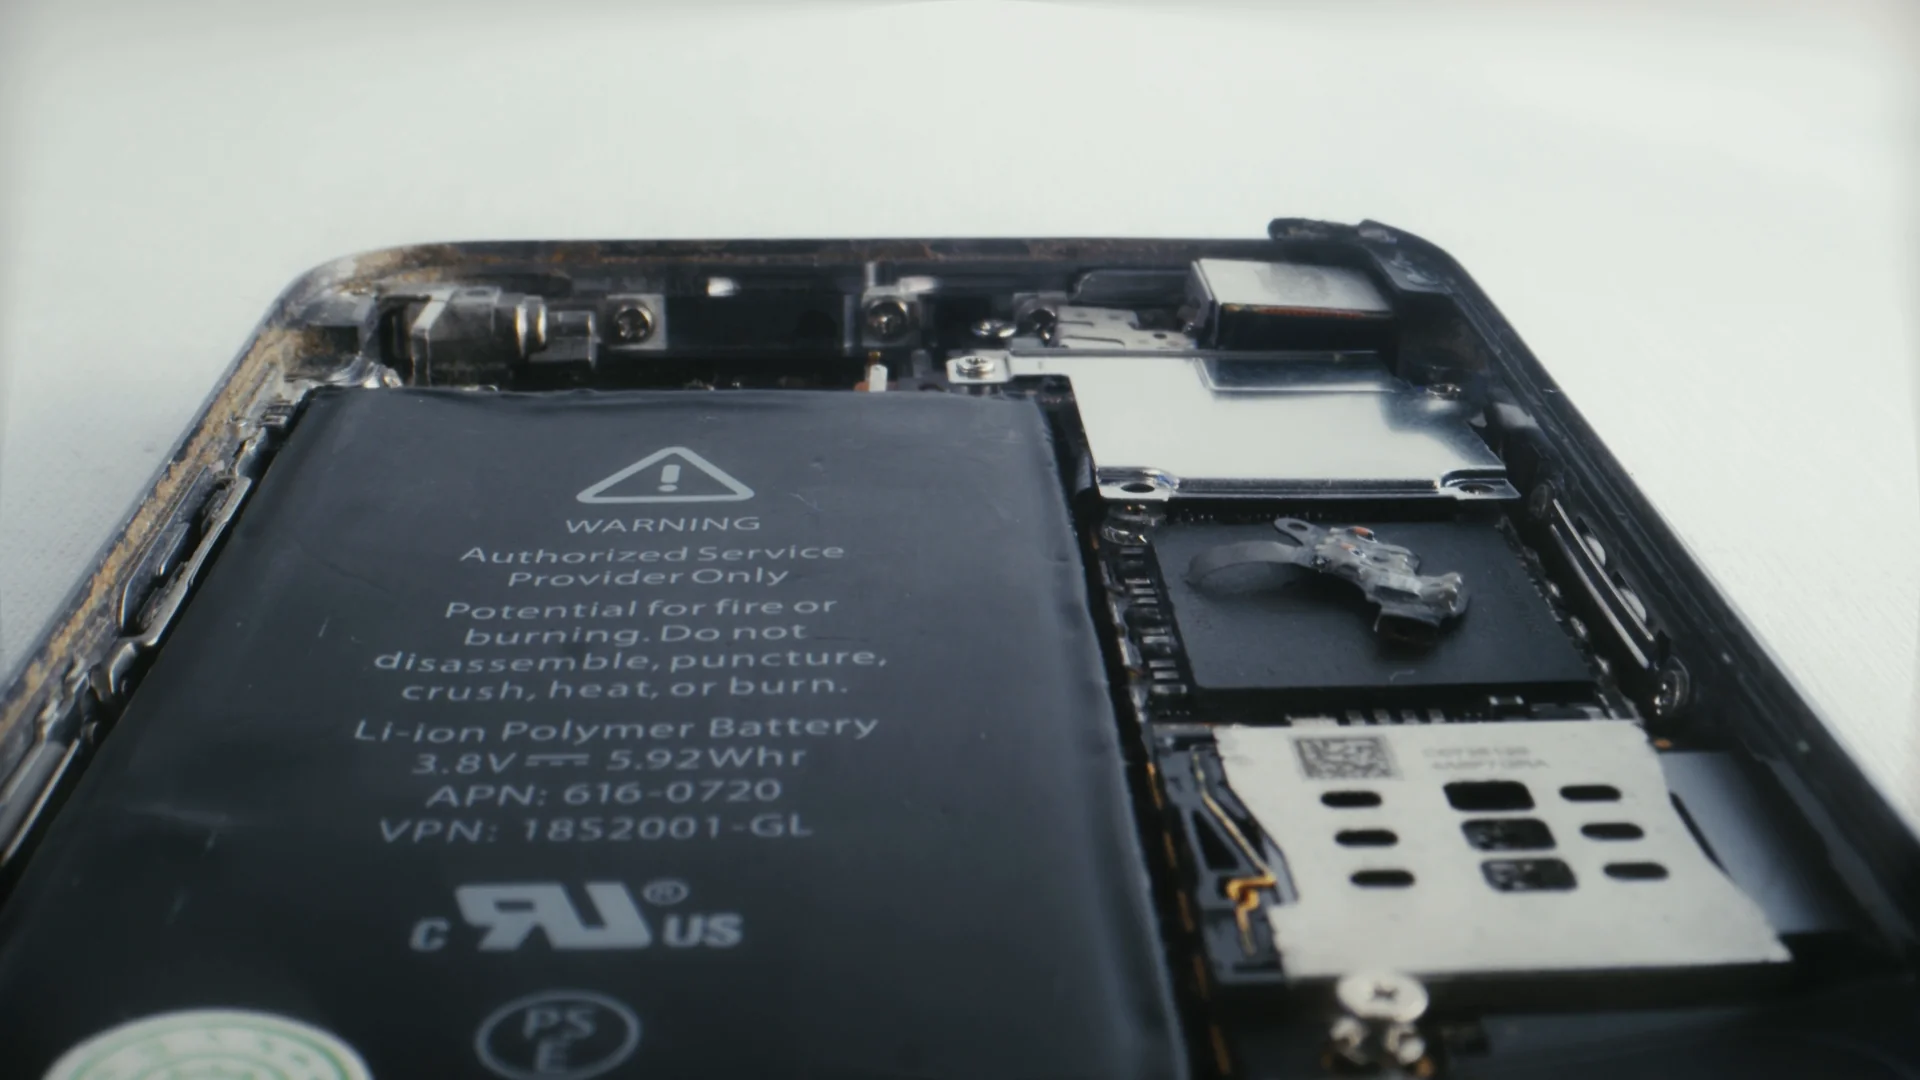 WARNING
Authorized Service
Provider Only
Potential for fire or
burning. Do not
disassemble, puncture,
crush, heat, or burn.
Li-ion Polymer Battery
3.8V ⎓ 5.92Whr
APN: 616-0720
VPN: 1852001-GL
c RU ® US
PS
E